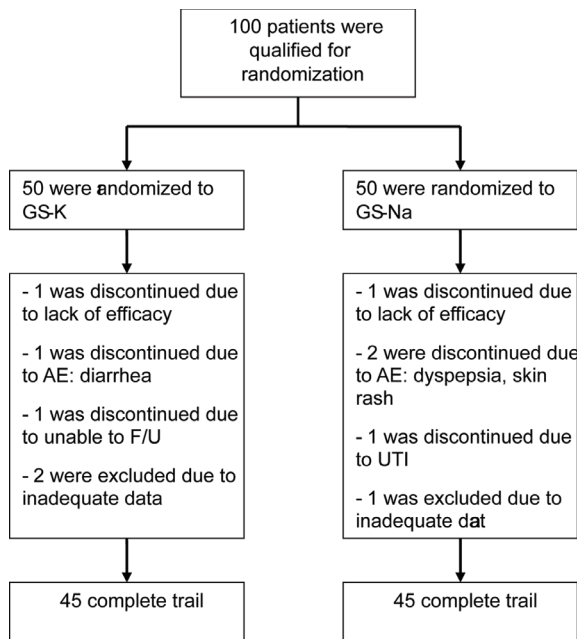 100 patients were
qualified for
randomization
50 were andomized to
GS-K
50 were randomized to
GS-Na
- 1 was discontinued due
to lack of efficacy
- 1 was discontinued due
to AE: diarrhea
- 1 was discontinued due
to unable to F/U
- 2 were excluded due to
inadequate data
- 1 was discontinued due
to lack of efficacy
- 2 were discontinued due
to AE: dyspepsia, skin
rash
- 1 was discontinued due
to UTI
- 1 was excluded due to
inadequate dat
45 complete trail
45 complete trail